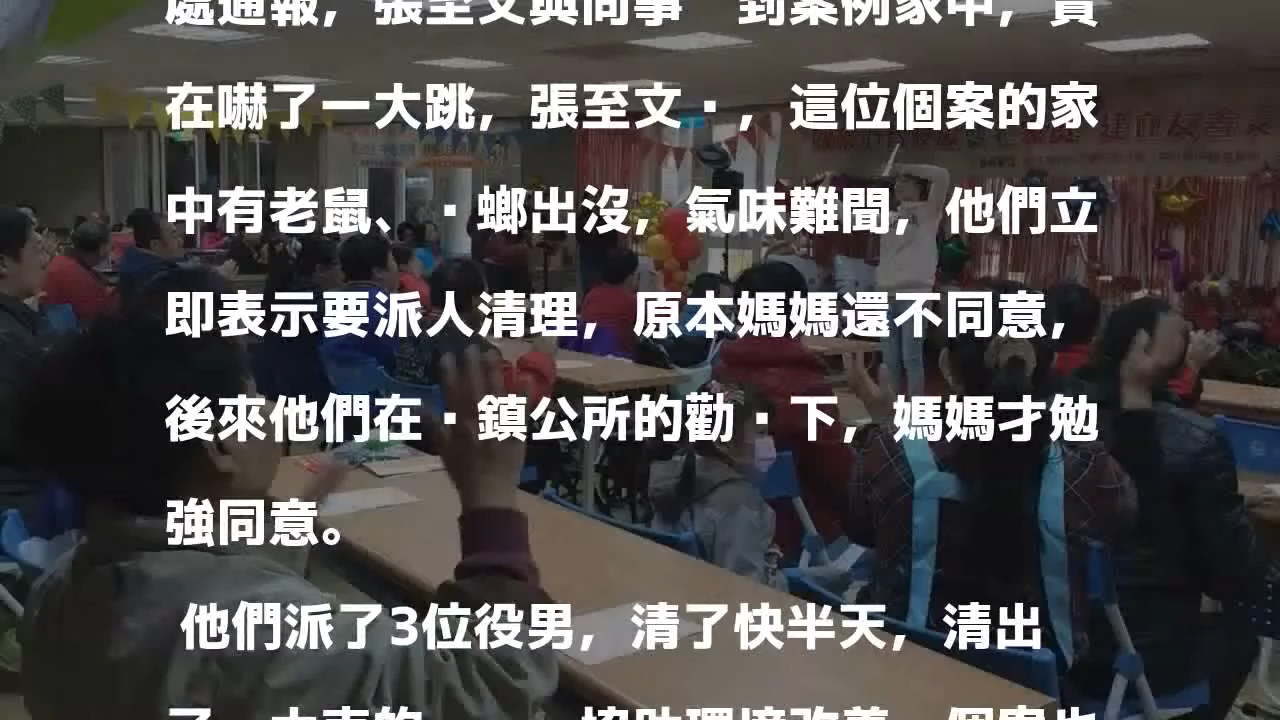 處通報，張至文與同事　到案例家中，實
在嚇了一大跳，張至文·，這位個案的家
中有老鼠、·螂出沒，氣味難聞，他們立
即表示要派人清理，原本媽媽還不同意，
後來他們在·鎮公所的勸·下，媽媽才勉
強同意。
他們派了3位役男，清了快半天，清出